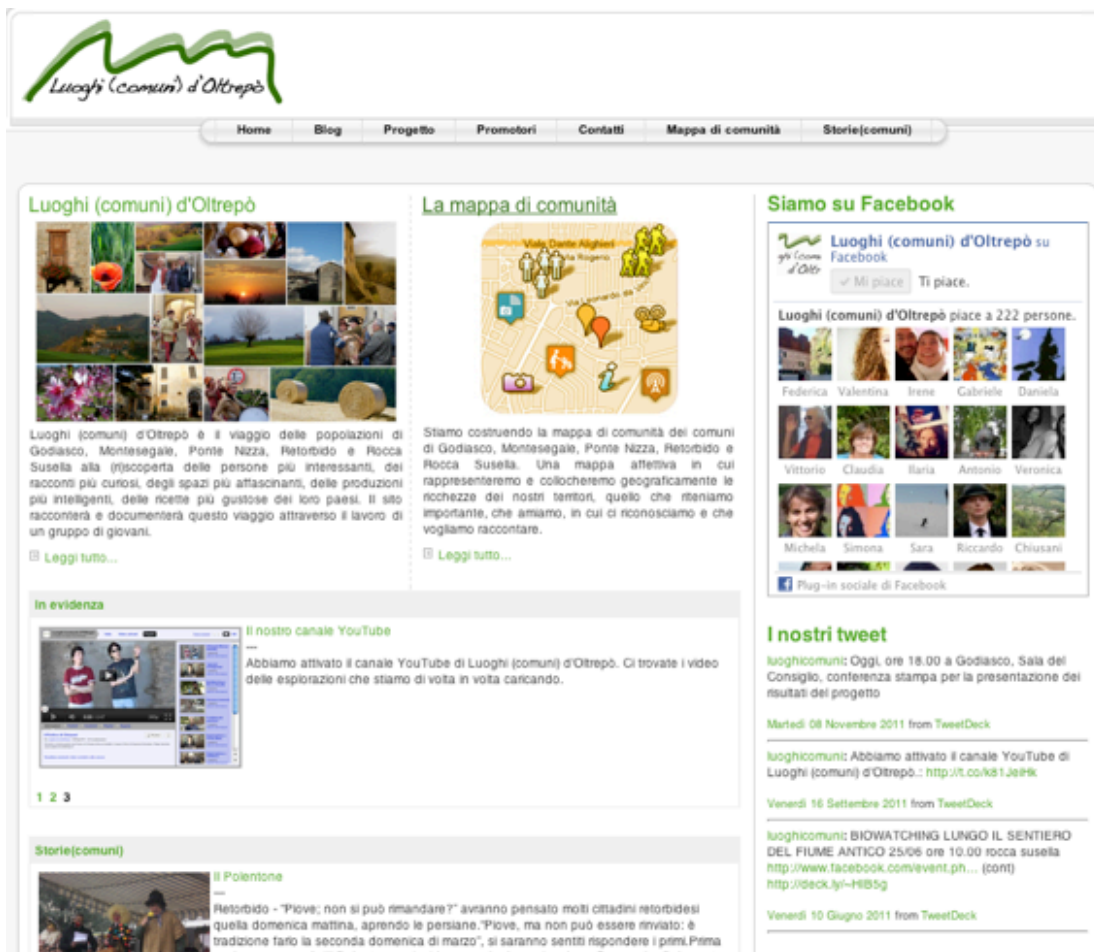 Luoghi (comuni) d'Oltrepò
Home Blog Progetto Promotori Contatti Mappa di comunità Storie(comuni)
Luoghi (comuni) d'Oltrepò
Luoghi (comuni) d'Oltrepò è il viaggio delle popolazioni di
Godiasco, Montesegale, Ponte Nizza, Retorbido e Rocca
Susella alla (ri)scoperta delle persone più interessanti, dei
racconti più curiosi, degli spazi più affascinanti, delle produzioni
più intelligenti, delle ricette più gustose dei loro paesi. Il sito
racconterà e documenterà questo viaggio attraverso il lavoro di
un gruppo di giovani.
Leggi tutto...
La mappa di comunità
Viale Dante Alighieri
Via Leonardo da
Stiamo costruendo la mappa di comunità dei comuni
di Godiasco, Montesegale, Ponte Nizza, Retorbido e
Rocca Susella. Una mappa affettiva in cui
rappresenteremo e collocheremo geograficamente le
ricchezze dei nostri territori, quello che riteniamo
importante, che amiamo, in cui ci riconosciamo e che
vogliamo raccontare.
Leggi tutto...
In evidenza
Il nostro canale YouTube
---
Abbiamo attivato il canale YouTube di Luoghi (comuni) d'Oltrepò. Ci trovate i video
delle esplorazioni che stiamo di volta in volta caricando.
1 2 3
Storie(comuni)
Il Polentone
---
Retorbido - "Piove; non si può rimandare?" avranno pensato molti cittadini retorbidesi
quella domenica mattina, aprendo le persiane."Piove, ma non può essere rinviato: è
tradizione farlo la seconda domenica di marzo", si saranno sentiti rispondere i primi.Prima
Siamo su Facebook
Luoghi (comuni) d'Oltrepò su
Facebook
Mi piace Ti piace.
Luoghi (comuni) d'Oltrepò piace a 222 persone.
Federica Valentina Irene Gabriele Daniela
Vittorio Claudia Ilaria Antonio Veronica
Michela Simona Sara Riccardo Chiusani
Plug-in sociale di Facebook
I nostri tweet
luoghicomuni: Oggi, ore 18.00 a Godiasco, Sala del
Consiglio, conferenza stampa per la presentazione dei
risultati del progetto
Martedì 08 Novembre 2011 from TweetDeck
luoghicomuni: Abbiamo attivato il canale YouTube di
Luoghi (comuni) d'Oltrepò.: http://t.co/k81JeiHk
Venerdì 16 Settembre 2011 from TweetDeck
luoghicomuni: BIOWATCHING LUNGO IL SENTIERO
DEL FIUME ANTICO 25/06 ore 10.00 rocca susella
http://www.facebook.com/event.ph... (cont)
http://deck.ly/~HIB5g
Venerdì 10 Giugno 2011 from TweetDeck